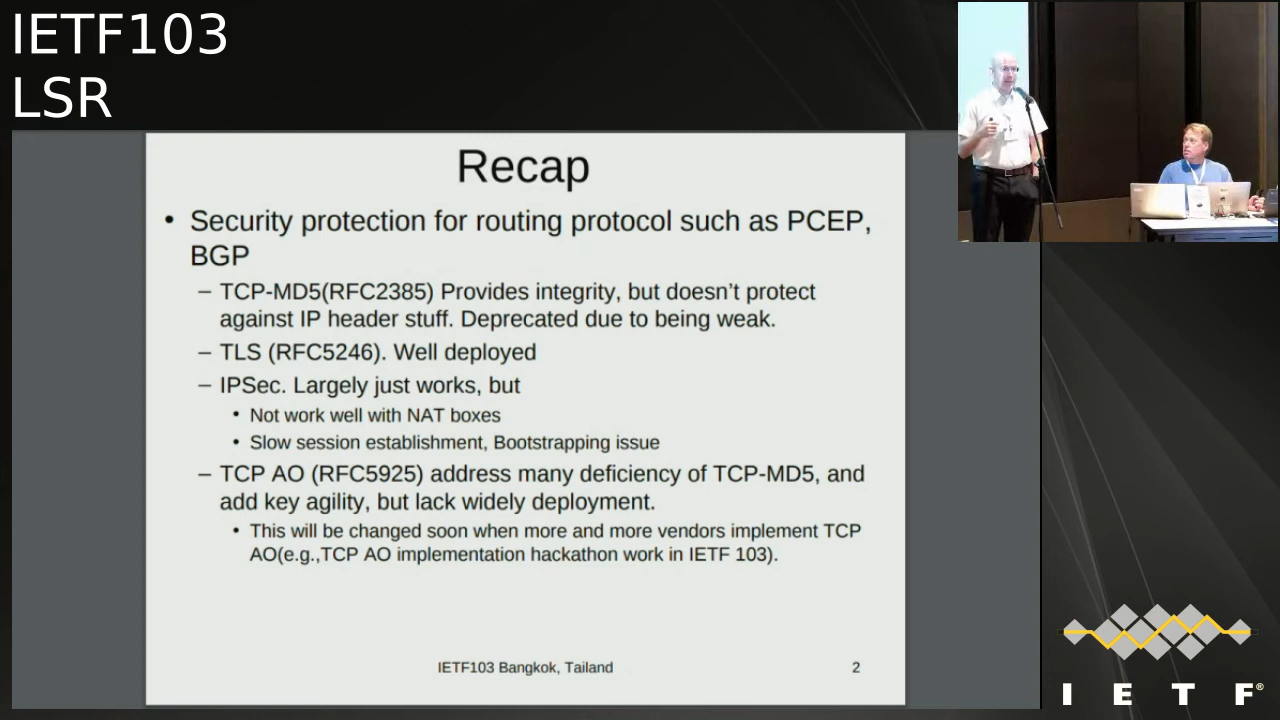 IETF103
LSR
Recap
• Security protection for routing protocol such as PCEP,
BGP
– TCP-MD5(RFC2385) Provides integrity, but doesn’t protect
against IP header stuff. Deprecated due to being weak.
– TLS (RFC5246). Well deployed
– IPSec. Largely just works, but
• Not work well with NAT boxes
• Slow session establishment, Bootstrapping issue
– TCP AO (RFC5925) address many deficiency of TCP-MD5, and
add key agility, but lack widely deployment.
• This will be changed soon when more and more vendors implement TCP
AO(e.g.,TCP AO implementation hackathon work in IETF 103).
IETF103 Bangkok, Tailand 2
I E T F®